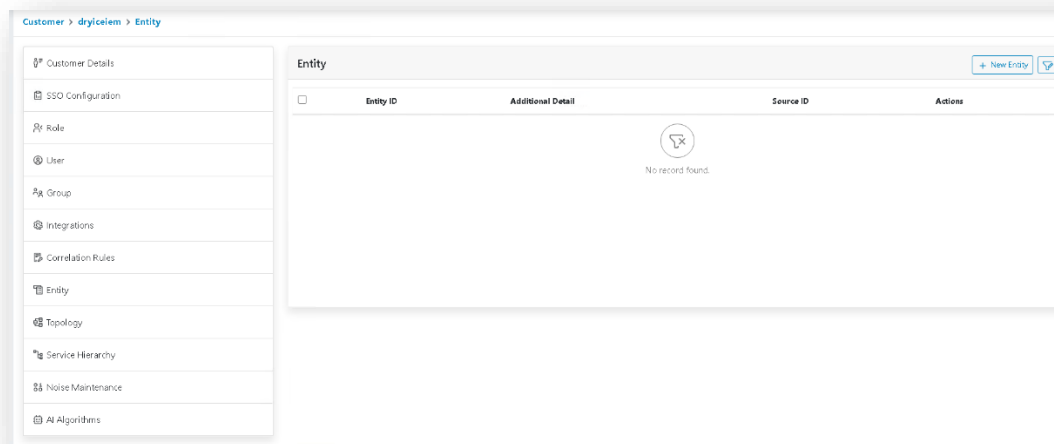 Customer > dryiceiem > Entity
Customer Details
SSO Configuration
Role
User
Group
Integrations
Correlation Rules
Entity
Topology
Service Hierarchy
Noise Maintenance
AI Algorithms
Entity
+ New Entity
Entity ID Additional Detail Source ID Actions
No record found.